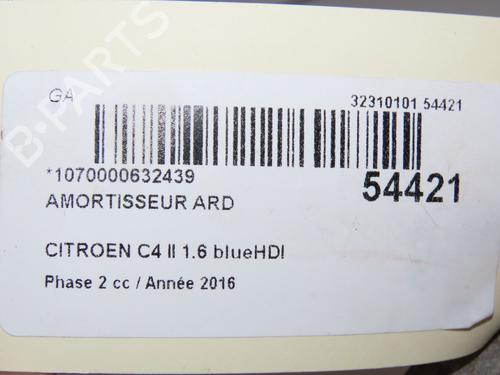 GA
32310101 54421
*1070000632439
54421
AMORTISSEUR ARD
CITROEN C4 II 1.6 blueHDI
Phase 2 cc / Année 2016
B-PARTS